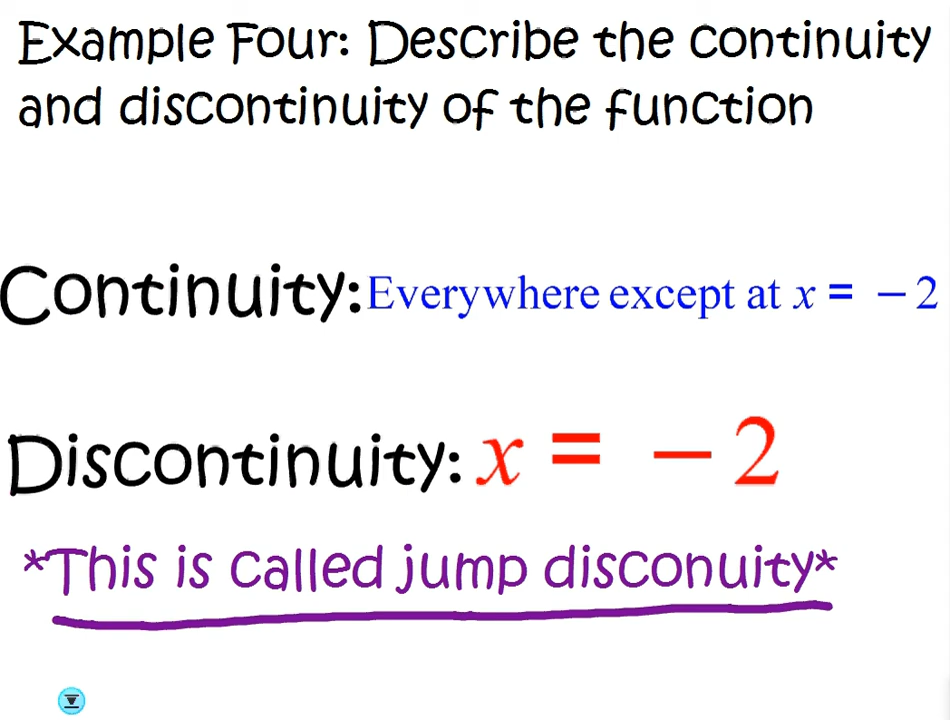 Example Four: Describe the continuity
and discontinuity of the function
Continuity: Everywhere except at x = − 2
Discontinuity: x = − 2
*This is called jump disconuity*